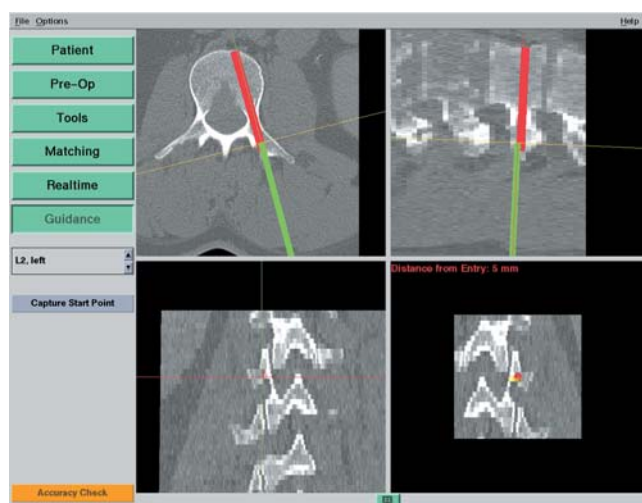 File Options Help
Patient
Pre-Op
Tools
Matching
Realtime
Guidance
L2, left
Capture Start Point
Accuracy Check
Distance from Entry: 5 mm